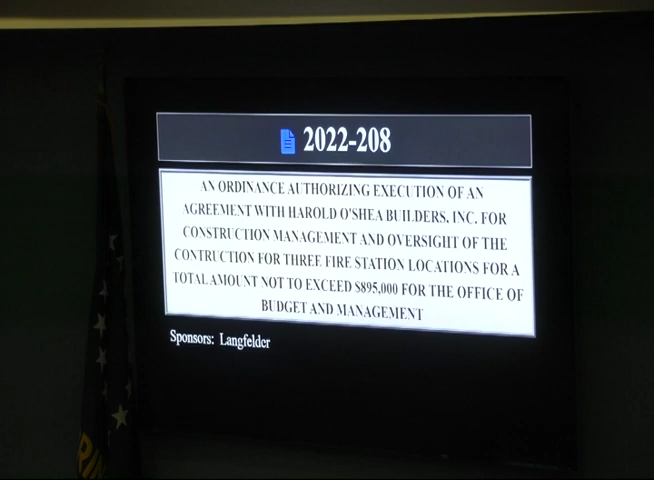 2022-208
AN ORDINANCE AUTHORIZING EXECUTION OF AN
AGREEMENT WITH HAROLD O'SHEA BUILDERS, INC. FOR
CONSTRUCTION MANAGEMENT AND OVERSIGHT OF THE
CONTRUCTION FOR THREE FIRE STATION LOCATIONS FOR A
TOTAL AMOUNT NOT TO EXCEED $895,000 FOR THE OFFICE OF
BUDGET AND MANAGEMENT
Sponsors: Langfelder